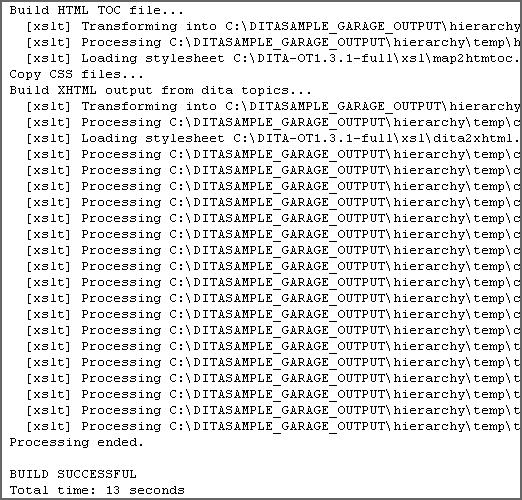 Build HTML TOC file...
[xslt] Transforming into C:\DITASAMPLE_GARAGE_OUTPUT\hierarchy
[xslt] Processing C:\DITASAMPLE_GARAGE_OUTPUT\hierarchy\temp\h
[xslt] Loading stylesheet C:\DITA-OT1.3.1-full\xsl\map2htmtoc.
Copy CSS files...
Build XHTML output from dita topics...
[xslt] Transforming into C:\DITASAMPLE_GARAGE_OUTPUT\hierarchy
[xslt] Processing C:\DITASAMPLE_GARAGE_OUTPUT\hierarchy\temp\c
[xslt] Loading stylesheet C:\DITA-OT1.3.1-full\xsl\dita2xhtml.
[xslt] Processing C:\DITASAMPLE_GARAGE_OUTPUT\hierarchy\temp\c
[xslt] Processing C:\DITASAMPLE_GARAGE_OUTPUT\hierarchy\temp\c
[xslt] Processing C:\DITASAMPLE_GARAGE_OUTPUT\hierarchy\temp\c
[xslt] Processing C:\DITASAMPLE_GARAGE_OUTPUT\hierarchy\temp\c
[xslt] Processing C:\DITASAMPLE_GARAGE_OUTPUT\hierarchy\temp\c
[xslt] Processing C:\DITASAMPLE_GARAGE_OUTPUT\hierarchy\temp\c
[xslt] Processing C:\DITASAMPLE_GARAGE_OUTPUT\hierarchy\temp\c
[xslt] Processing C:\DITASAMPLE_GARAGE_OUTPUT\hierarchy\temp\c
[xslt] Processing C:\DITASAMPLE_GARAGE_OUTPUT\hierarchy\temp\c
[xslt] Processing C:\DITASAMPLE_GARAGE_OUTPUT\hierarchy\temp\c
[xslt] Processing C:\DITASAMPLE_GARAGE_OUTPUT\hierarchy\temp\c
[xslt] Processing C:\DITASAMPLE_GARAGE_OUTPUT\hierarchy\temp\c
[xslt] Processing C:\DITASAMPLE_GARAGE_OUTPUT\hierarchy\temp\t
[xslt] Processing C:\DITASAMPLE_GARAGE_OUTPUT\hierarchy\temp\t
[xslt] Processing C:\DITASAMPLE_GARAGE_OUTPUT\hierarchy\temp\t
[xslt] Processing C:\DITASAMPLE_GARAGE_OUTPUT\hierarchy\temp\t
[xslt] Processing C:\DITASAMPLE_GARAGE_OUTPUT\hierarchy\temp\t
[xslt] Processing C:\DITASAMPLE_GARAGE_OUTPUT\hierarchy\temp\t
Processing ended.
BUILD SUCCESSFUL
Total time: 13 seconds